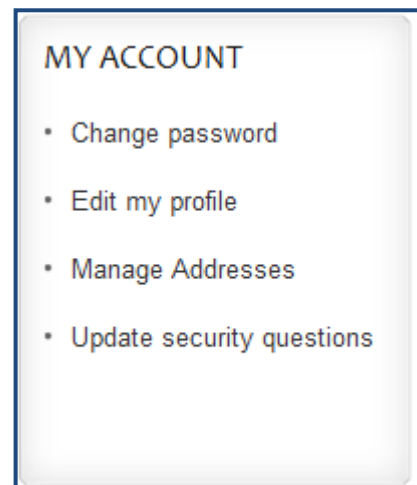 MY ACCOUNT
• Change password
• Edit my profile
• Manage Addresses
• Update security questions